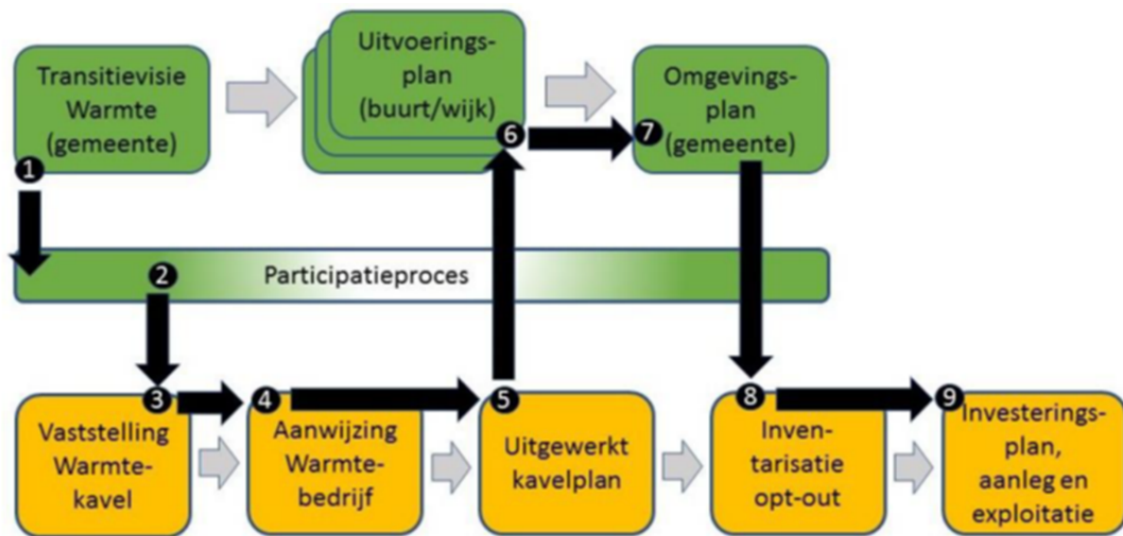 Transitievisie
Warmte
(gemeente)
1
Uitvoerings-
plan
(buurt/wijk)
6
Omgevings-
plan
(gemeente)
7
2
Participatieproces
3
Vaststelling
Warmte-
kavel
4
Aanwijzing
Warmte-
bedrijf
5
Uitgewerkt
kavelplan
8
Inven-
tarisatie
opt-out
9
Investerings-
plan,
aanleg en
exploitatie